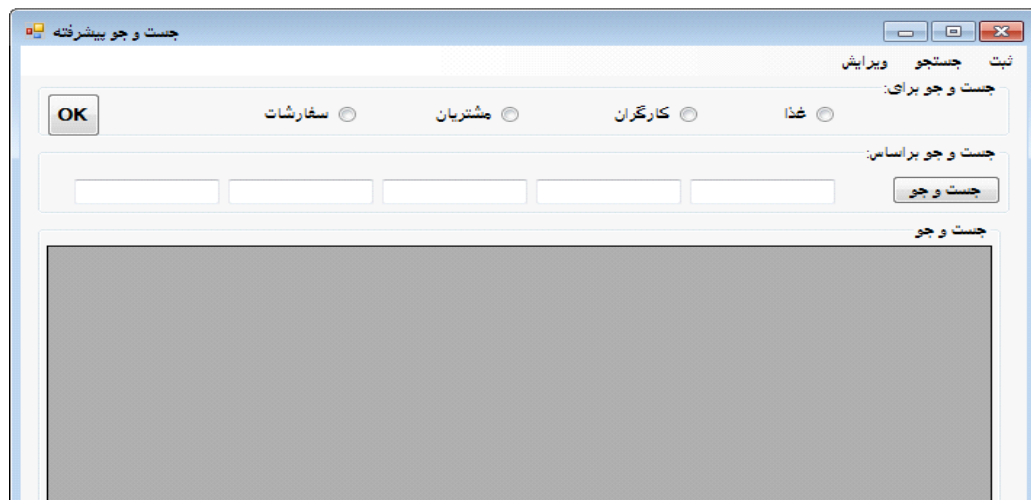 جست و جو پیشرفته
ثبت جستجو ویرایش
جست و جو برای:
غذا کارگران مشتریان سفارشات OK
جست و جو براساس:
جست و جو
جست و جو